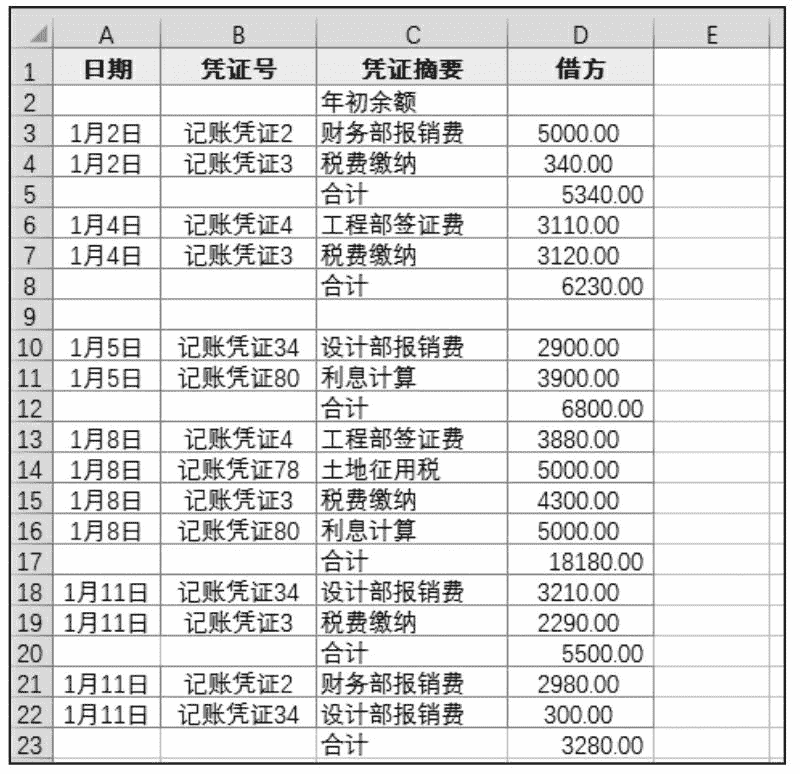 A B C D E
1 日期 凭证号 凭证摘要 借方
2 年初余额
3 1月2日 记账凭证2 财务部报销费 5000.00
4 1月2日 记账凭证3 税费缴纳 340.00
5 合计 5340.00
6 1月4日 记账凭证4 工程部签证费 3110.00
7 1月4日 记账凭证3 税费缴纳 3120.00
8 合计 6230.00
9
10 1月5日 记账凭证34 设计部报销费 2900.00
11 1月5日 记账凭证80 利息计算 3900.00
12 合计 6800.00
13 1月8日 记账凭证4 工程部签证费 3880.00
14 1月8日 记账凭证78 土地征用税 5000.00
15 1月8日 记账凭证3 税费缴纳 4300.00
16 1月8日 记账凭证80 利息计算 5000.00
17 合计 18180.00
18 1月11日 记账凭证34 设计部报销费 3210.00
19 1月11日 记账凭证3 税费缴纳 2290.00
20 合计 5500.00
21 1月11日 记账凭证2 财务部报销费 2980.00
22 1月11日 记账凭证34 设计部报销费 300.00
23 合计 3280.00